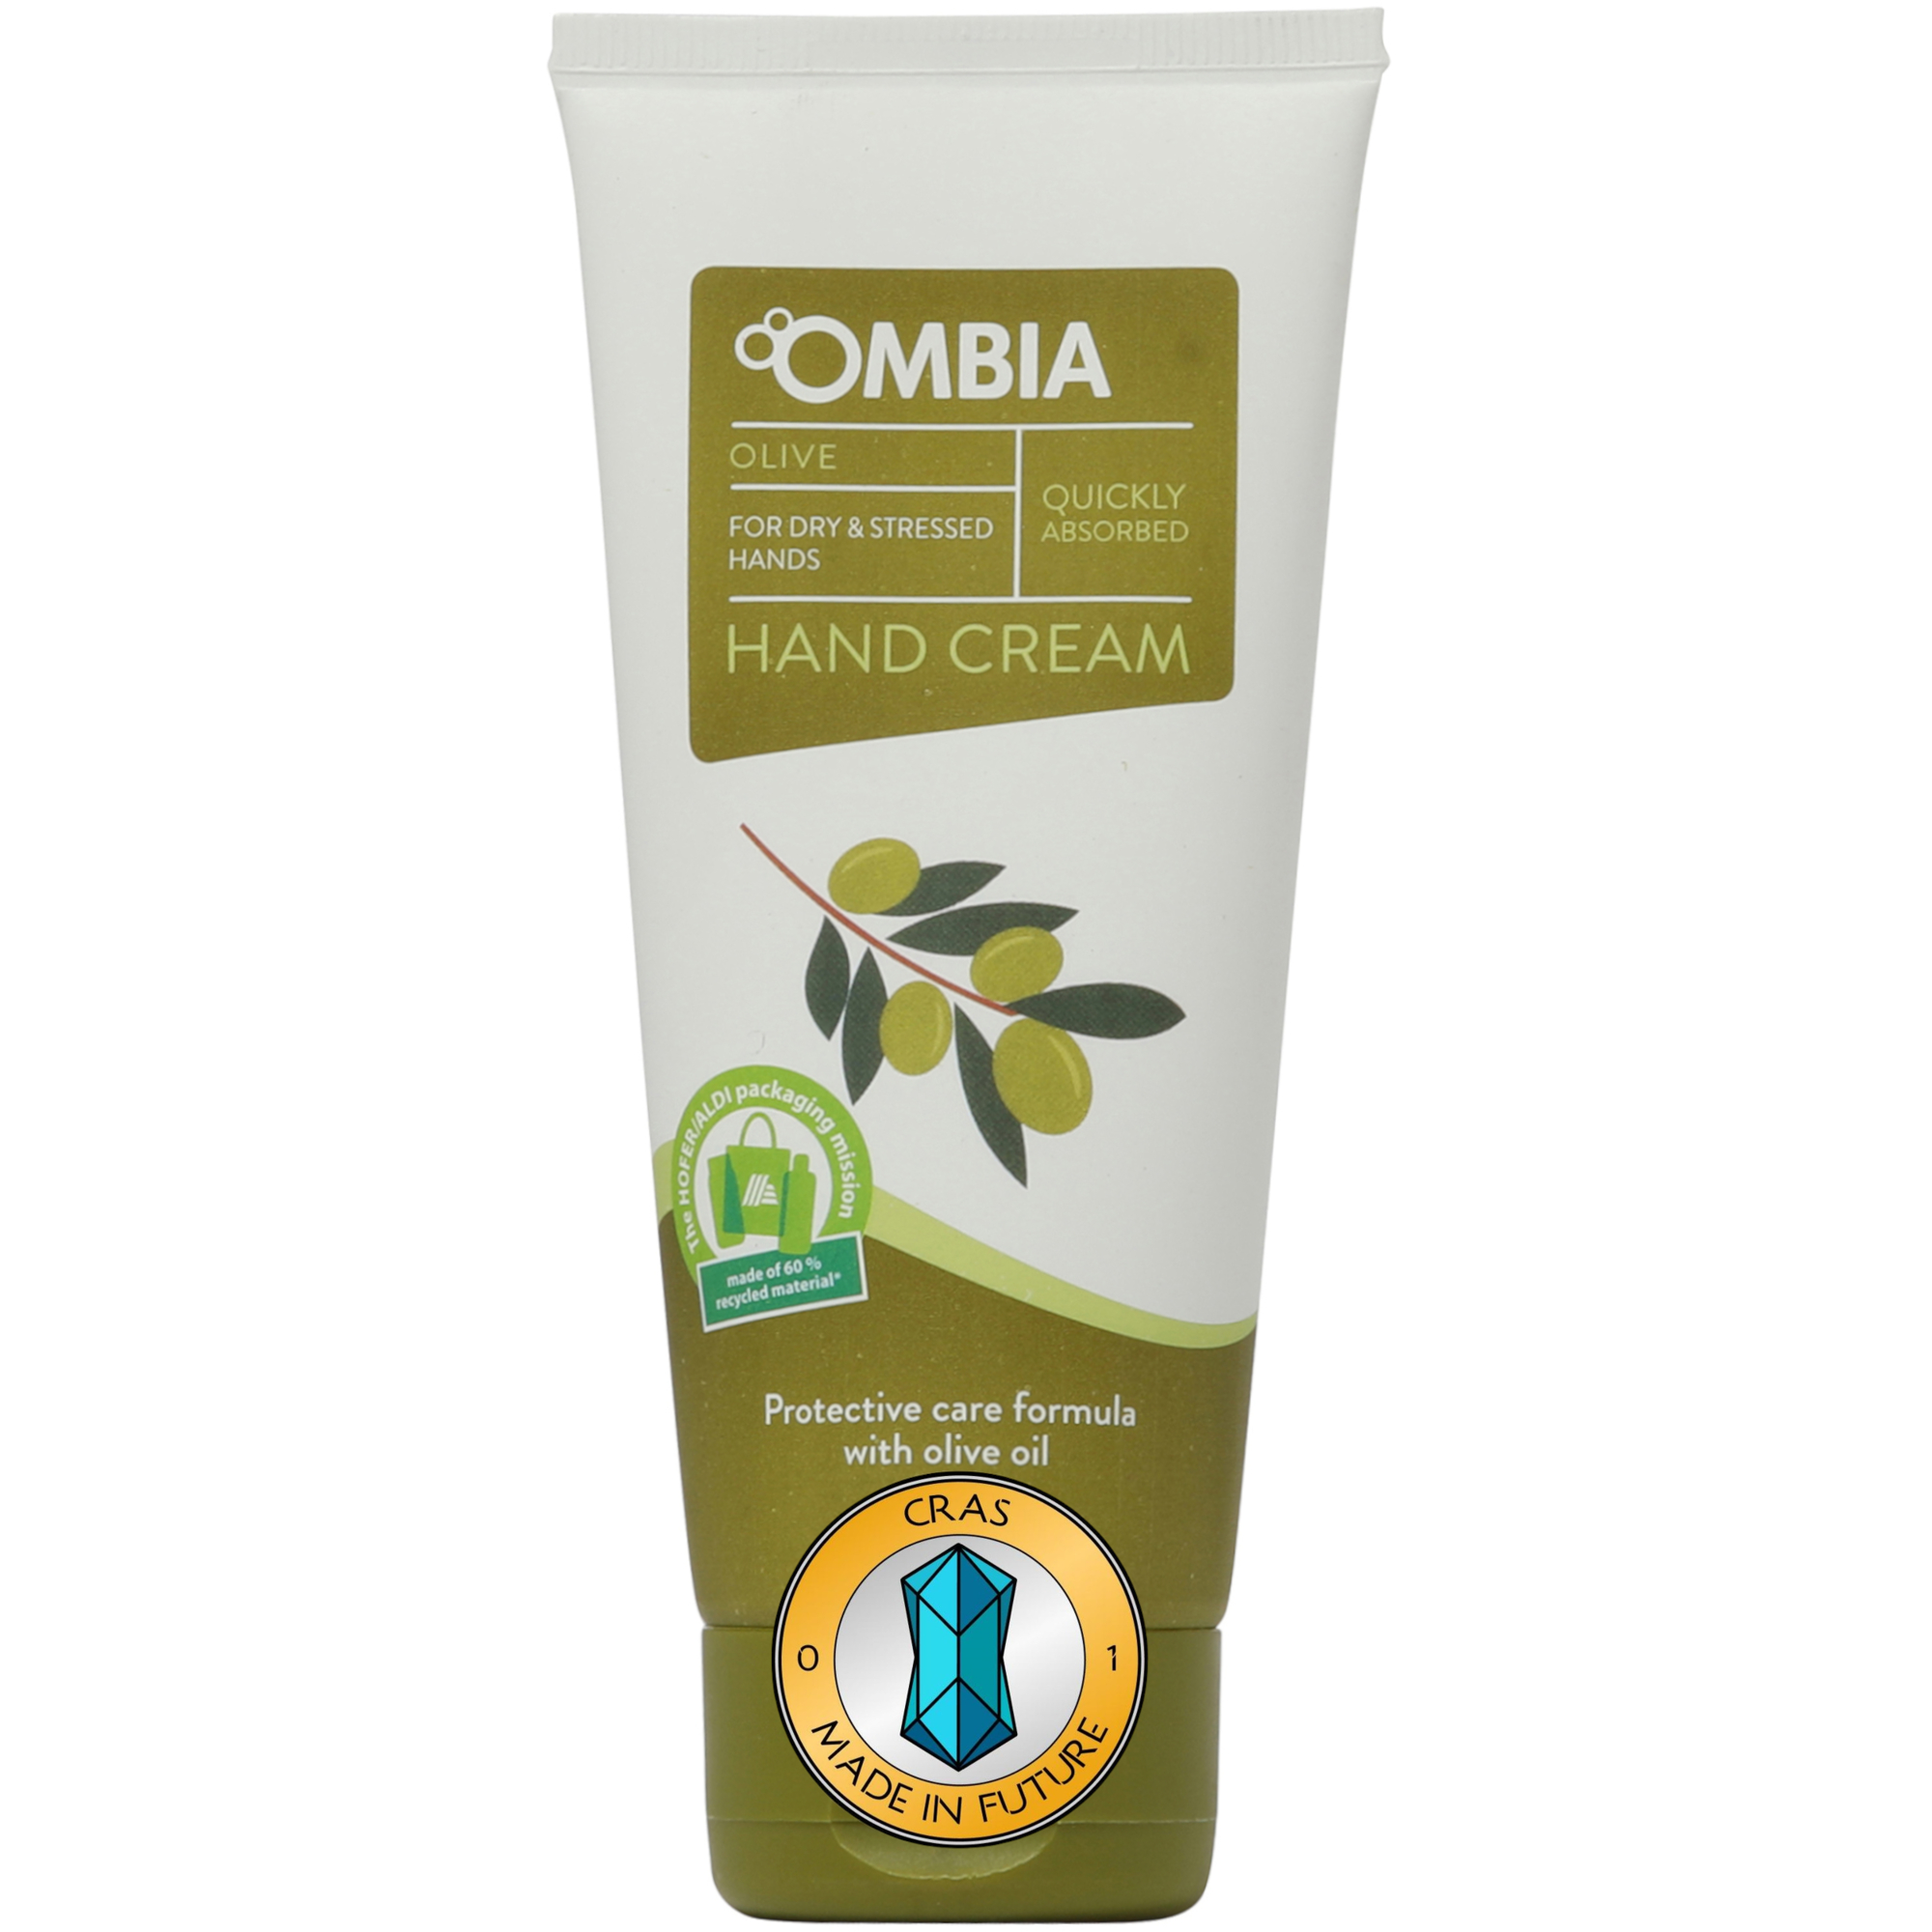 OMBIA
OLIVE
FOR DRY & STRESSED
HANDS
QUICKLY
ABSORBED
HAND CREAM
The HOFER/ALDI packaging mission
made of 60 %
recycled material*
Protective care formula
with olive oil
CRAS
0 1
MADE IN FUTURE